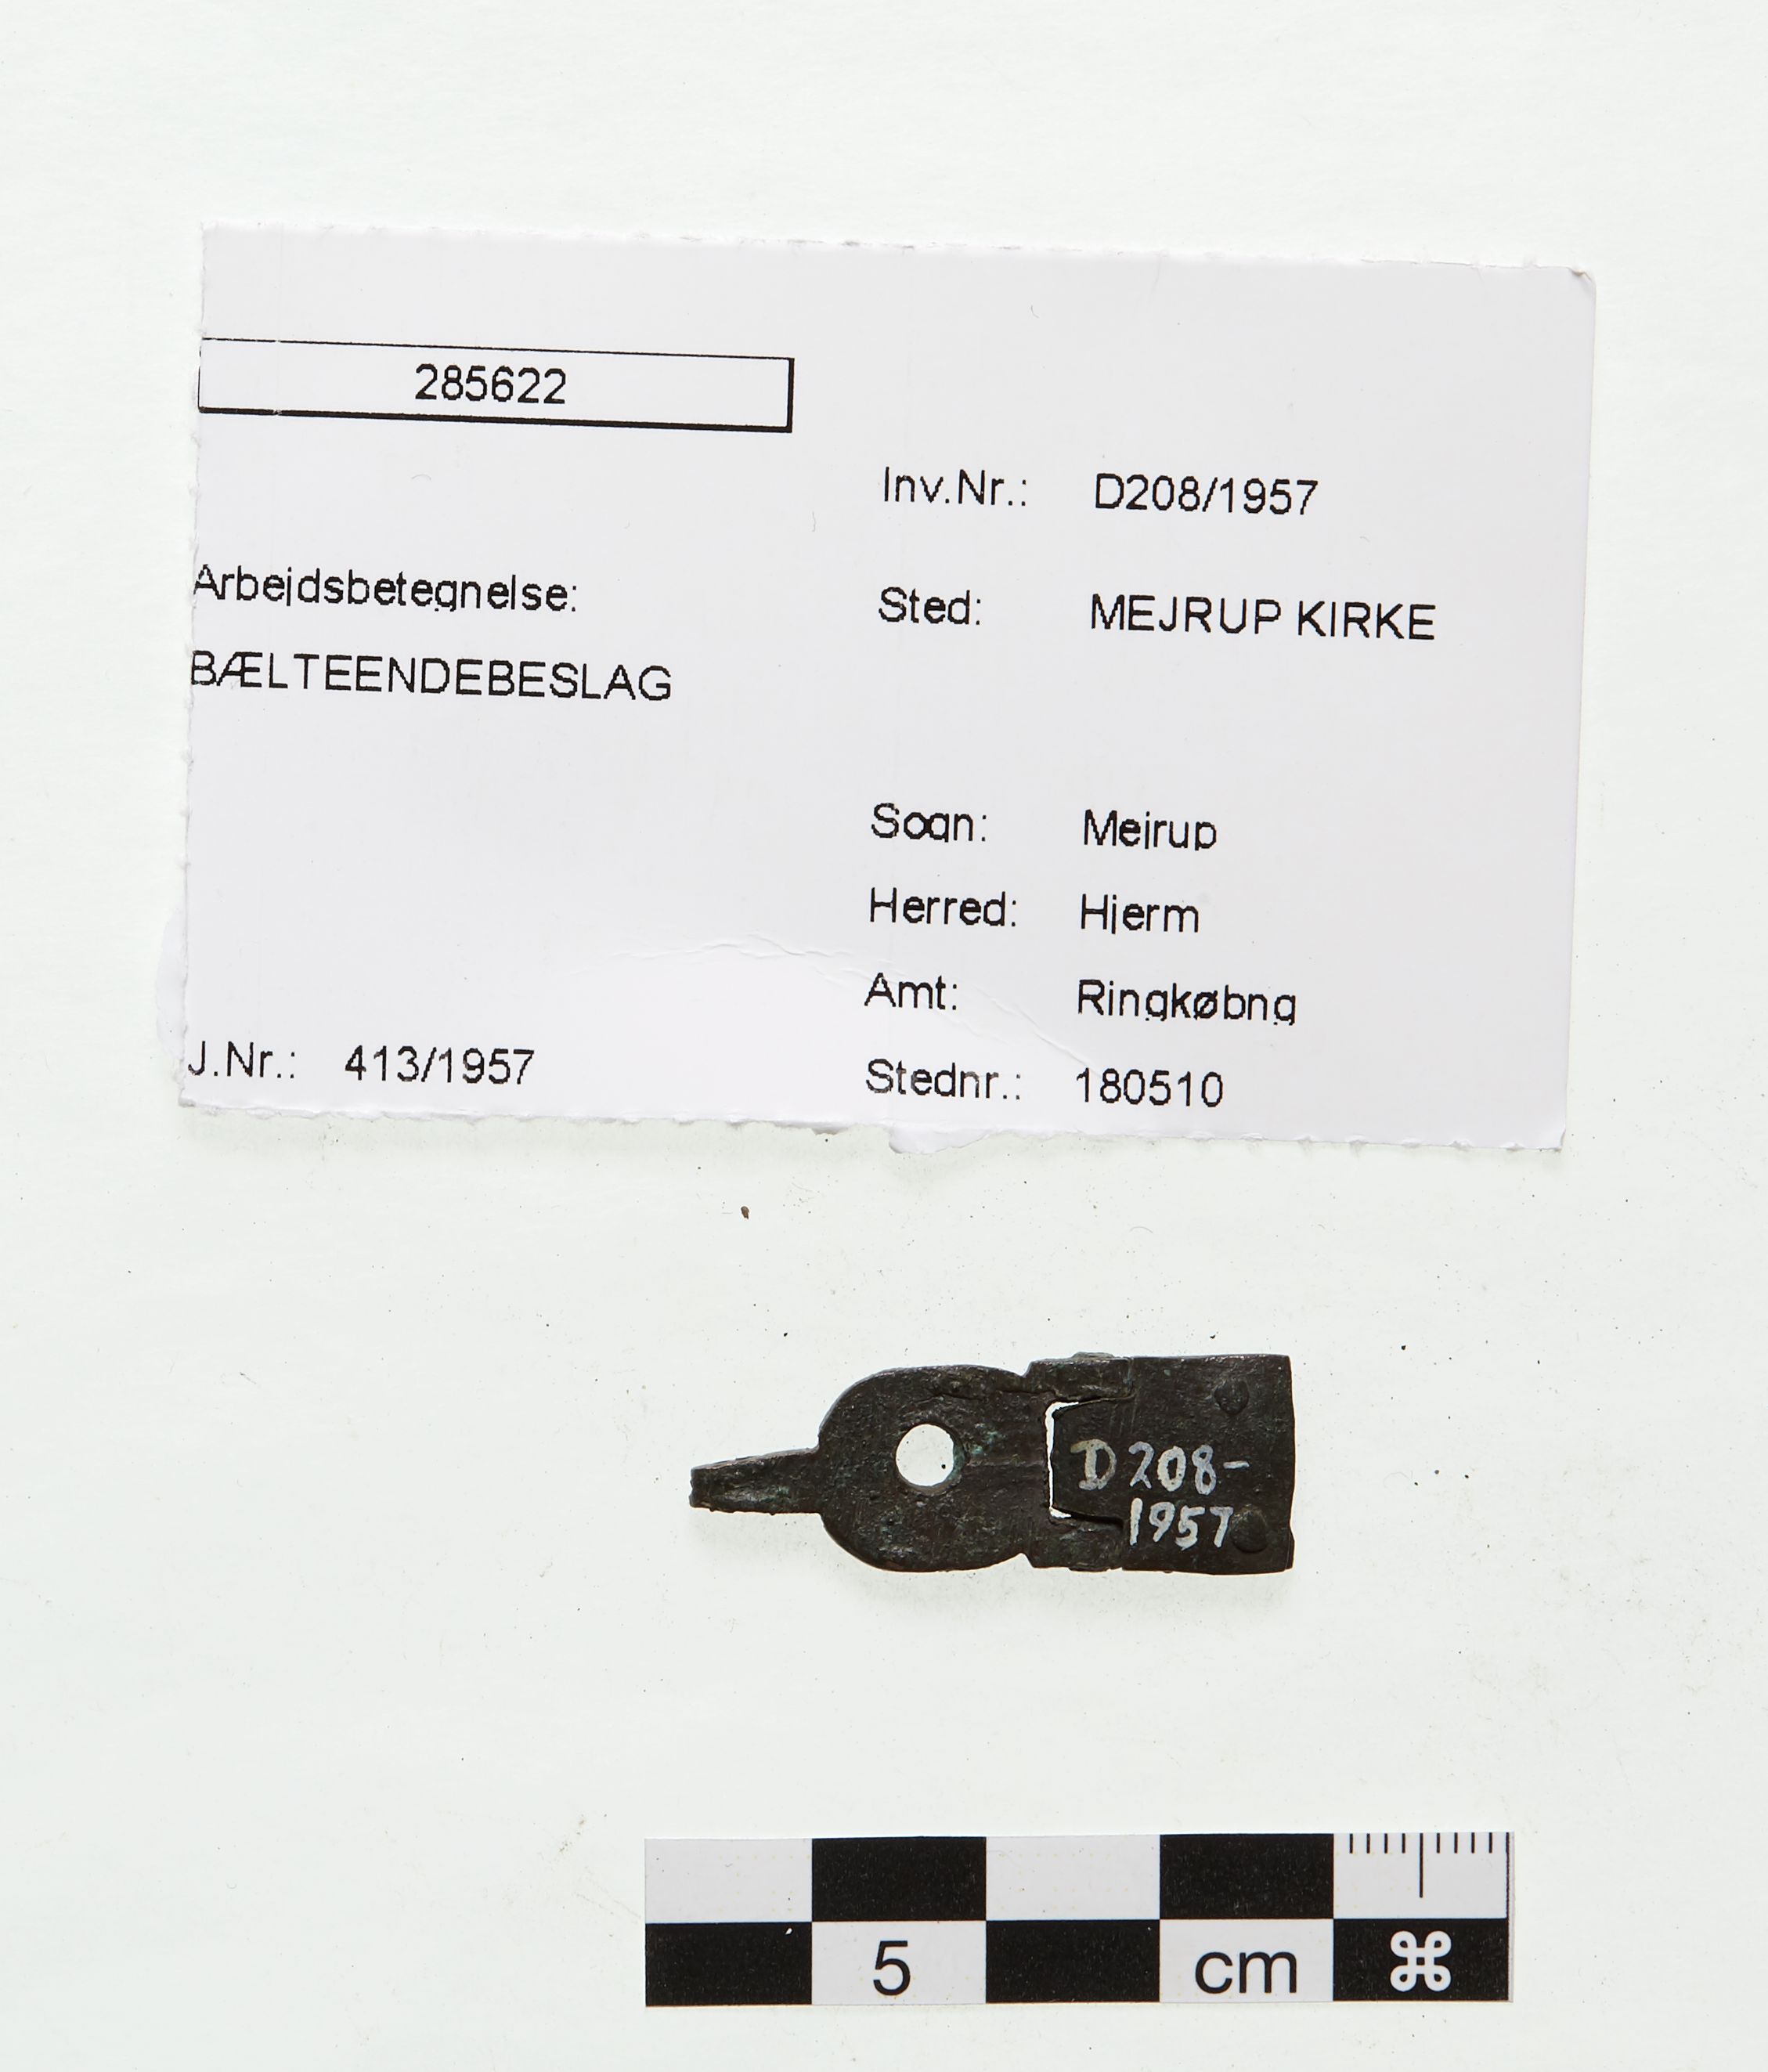 285622
Inv.Nr.: D208/1957
Arbejdsbetegnelse:
Sted: MEJRUP KIRKE
BÆLTEENDEBESLAG
Sogn: Mejrup
Herred: Hjerm
Amt: Ringkøbng
J.Nr.: 413/1957
Stednr.: 180510
D 208-
1957
5 cm